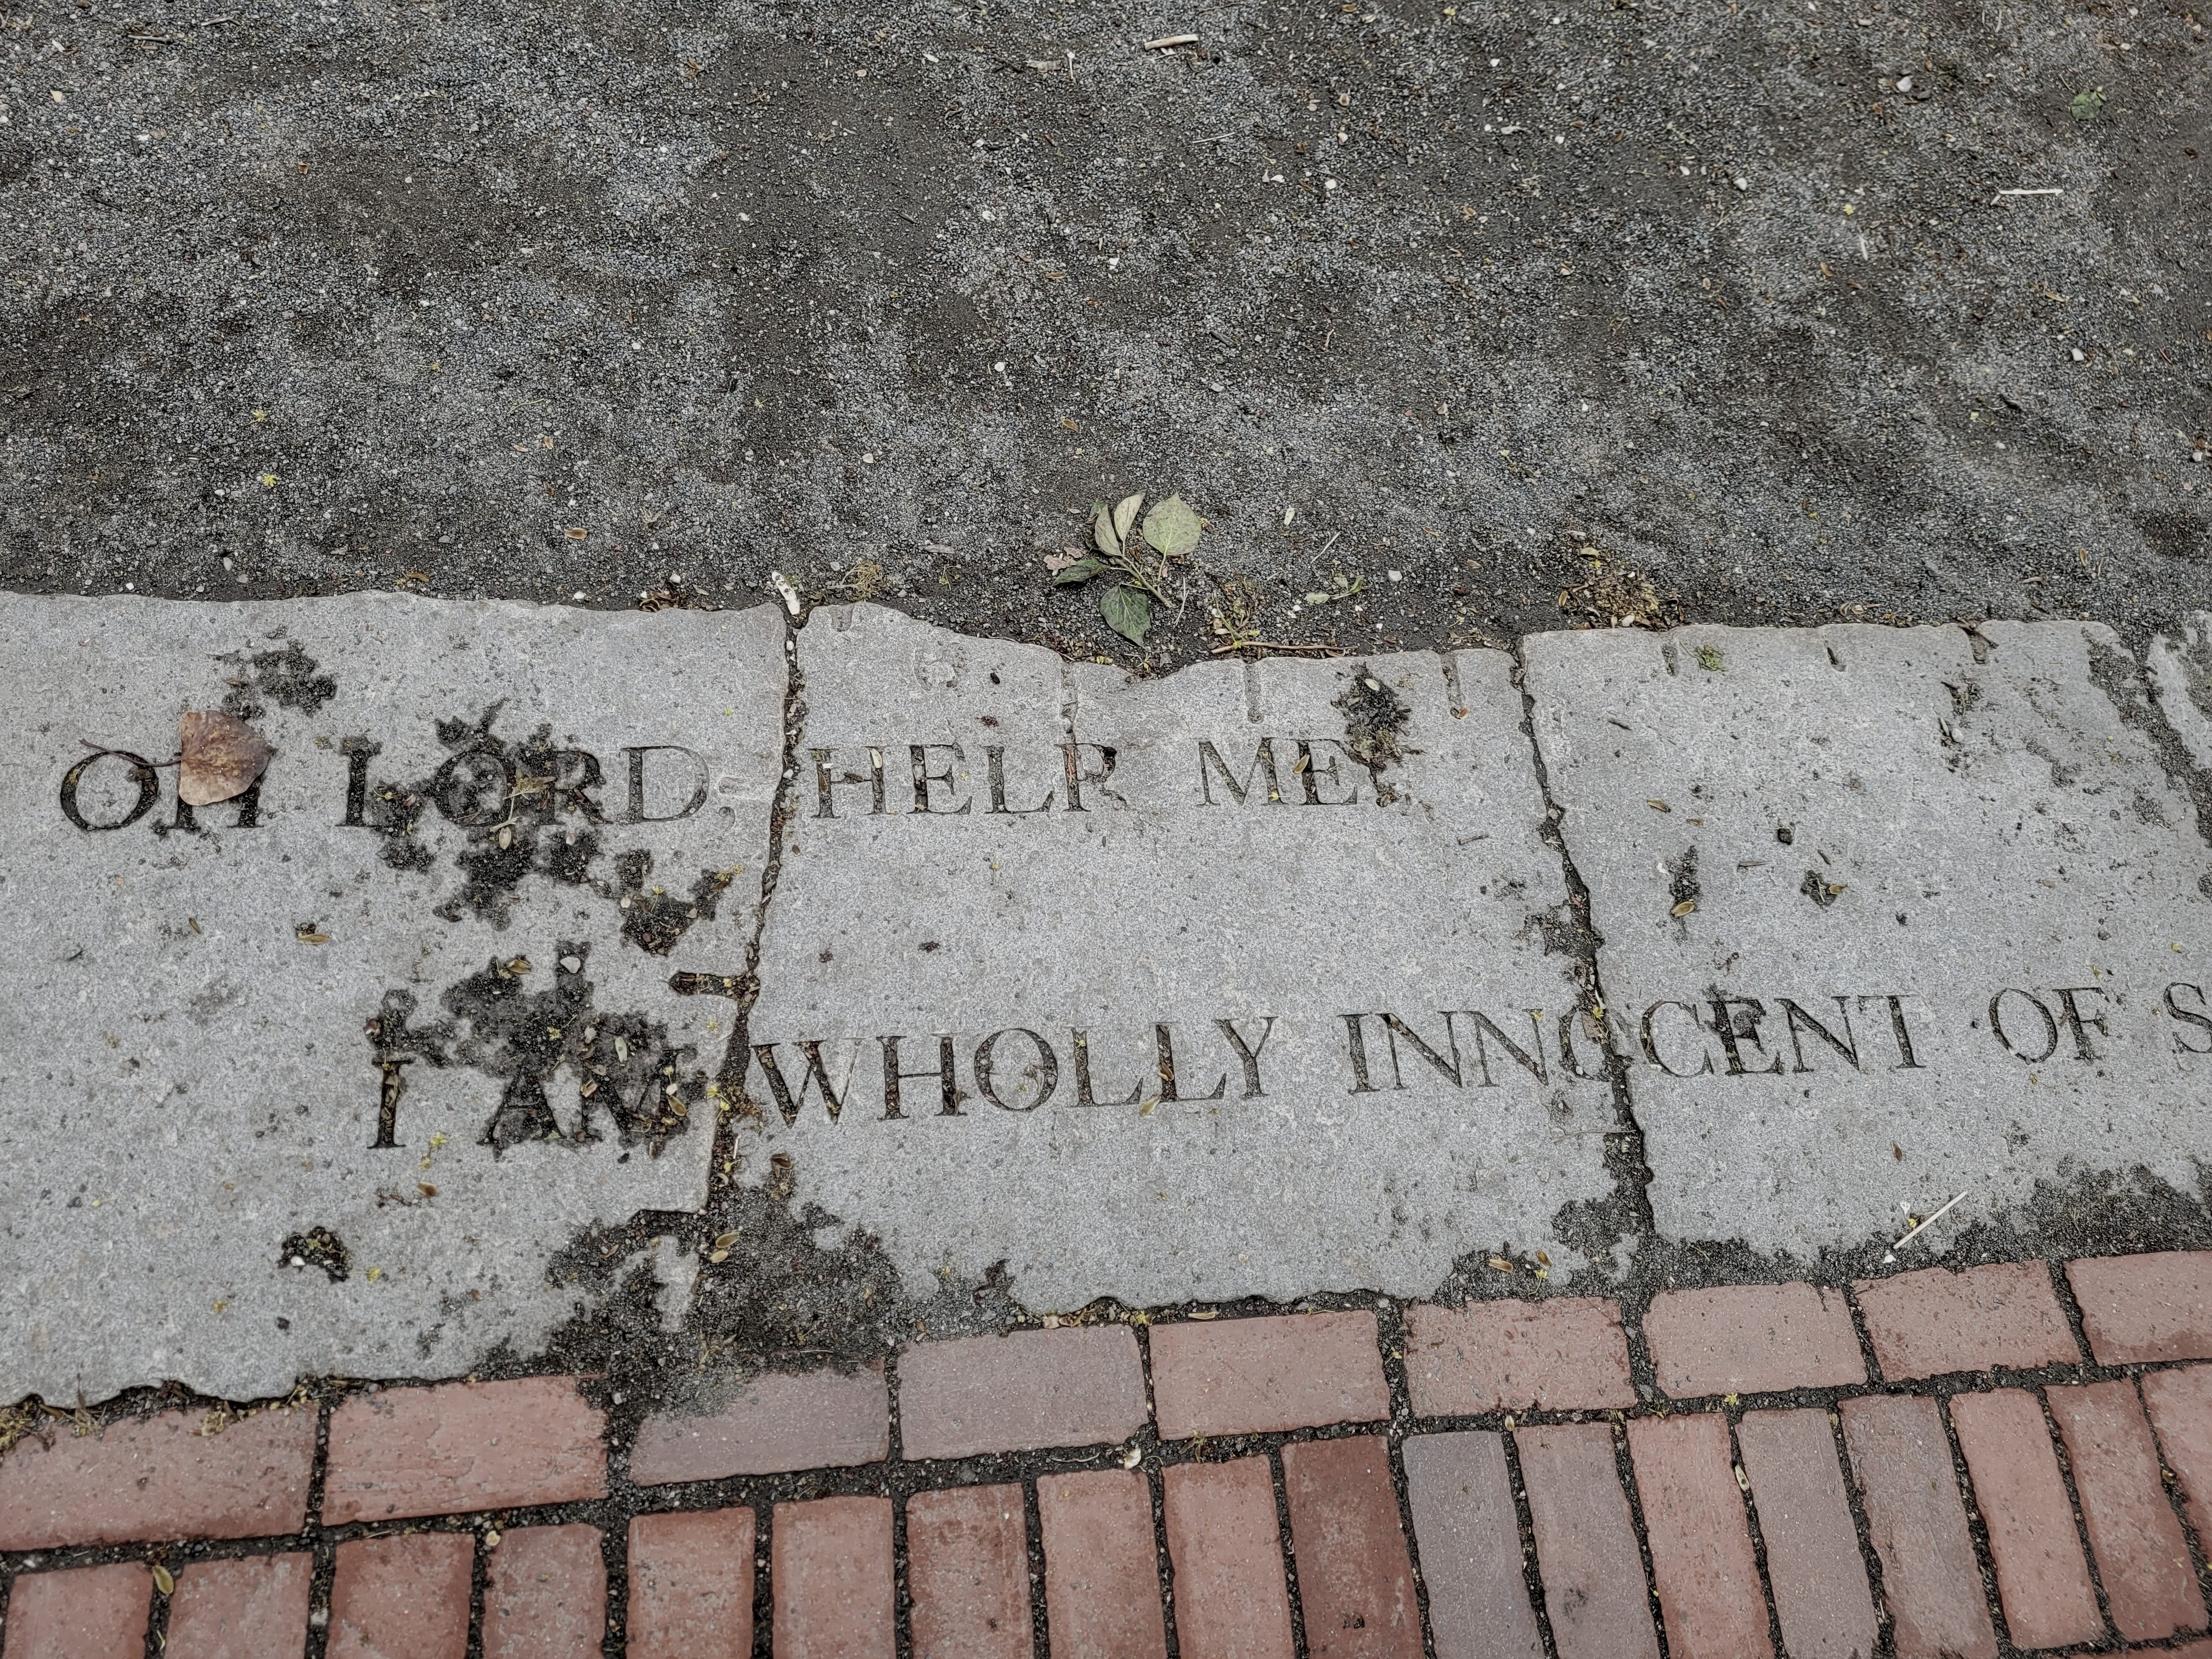 OH LORD, HELP ME!
I AM WHOLLY INNOCENT OF S